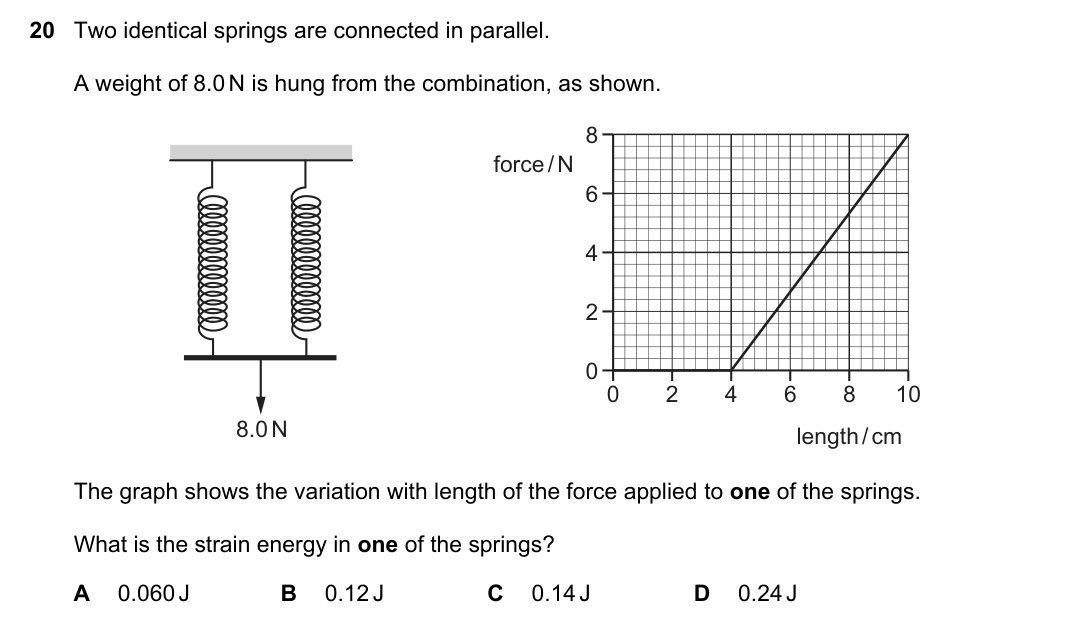 20 Two identical springs are connected in parallel.
A weight of 8.0 N is hung from the combination, as shown.
8.0 N
force / N
8
6
4
2
0
0 2 4 6 8 10
length / cm
The graph shows the variation with length of the force applied to one of the springs.
What is the strain energy in one of the springs?
A 0.060 J B 0.12 J C 0.14 J D 0.24 J